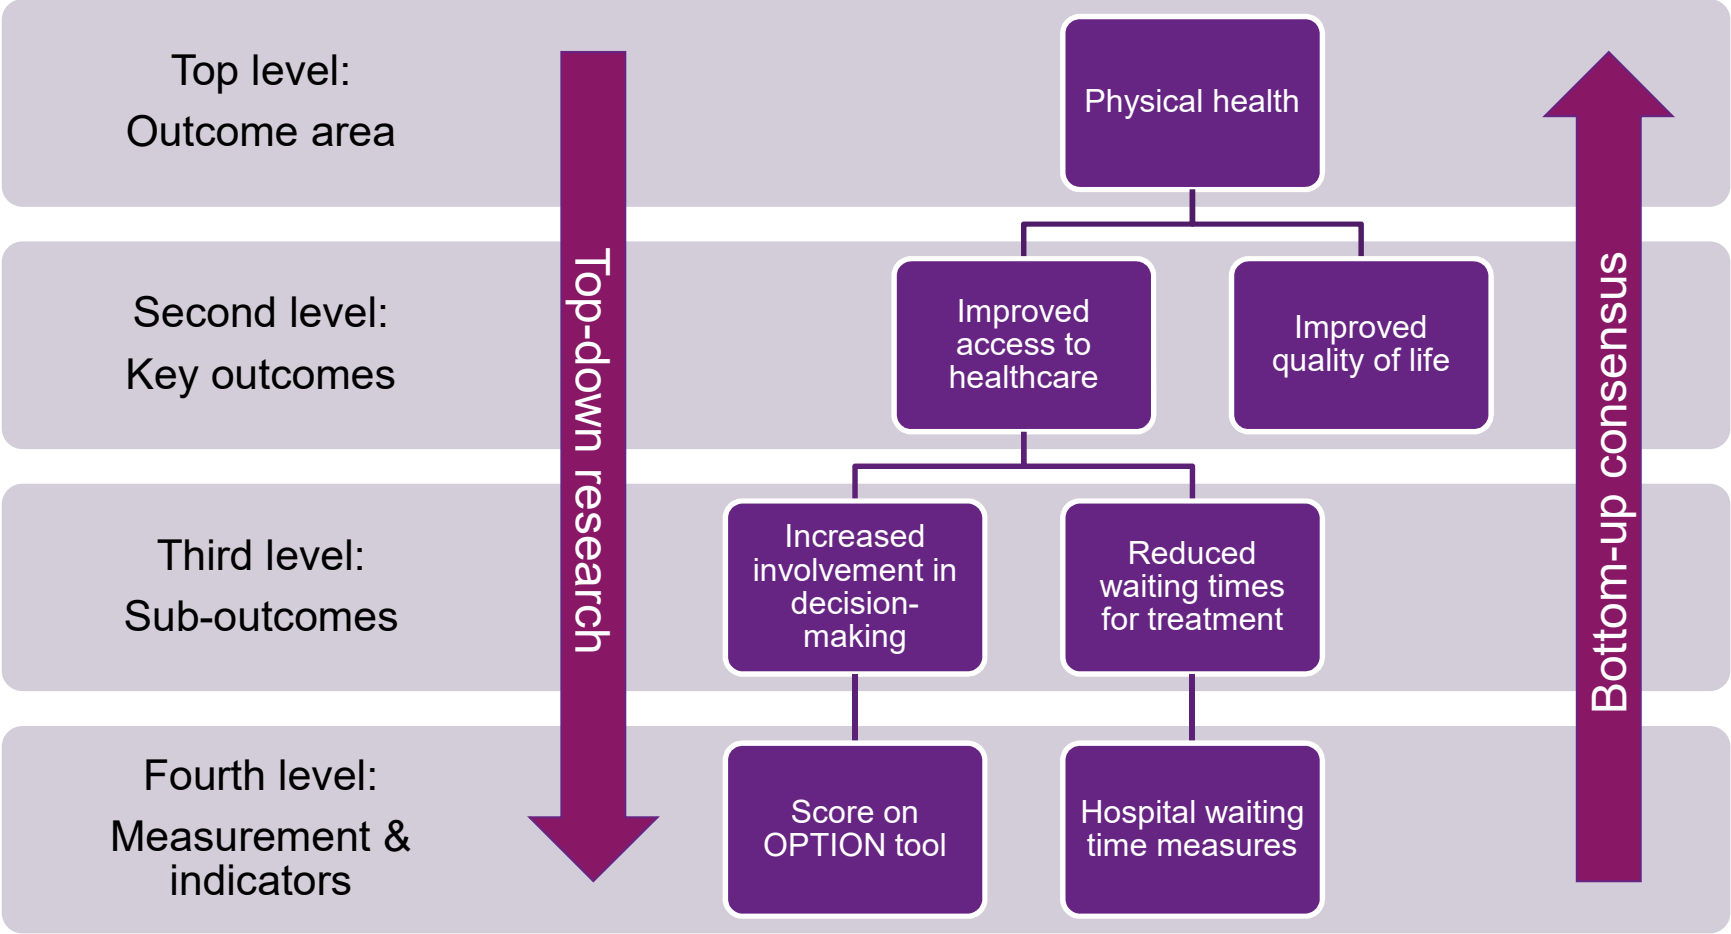 Top level:
Outcome area
Physical health
Second level:
Key outcomes
Improved
access to
healthcare
Improved
quality of life
Third level:
Sub-outcomes
Increased
involvement in
decision-
making
Reduced
waiting times
for treatment
Fourth level:
Measurement &
indicators
Score on
OPTION tool
Hospital waiting
time measures
Top-down research
Bottom-up consensus